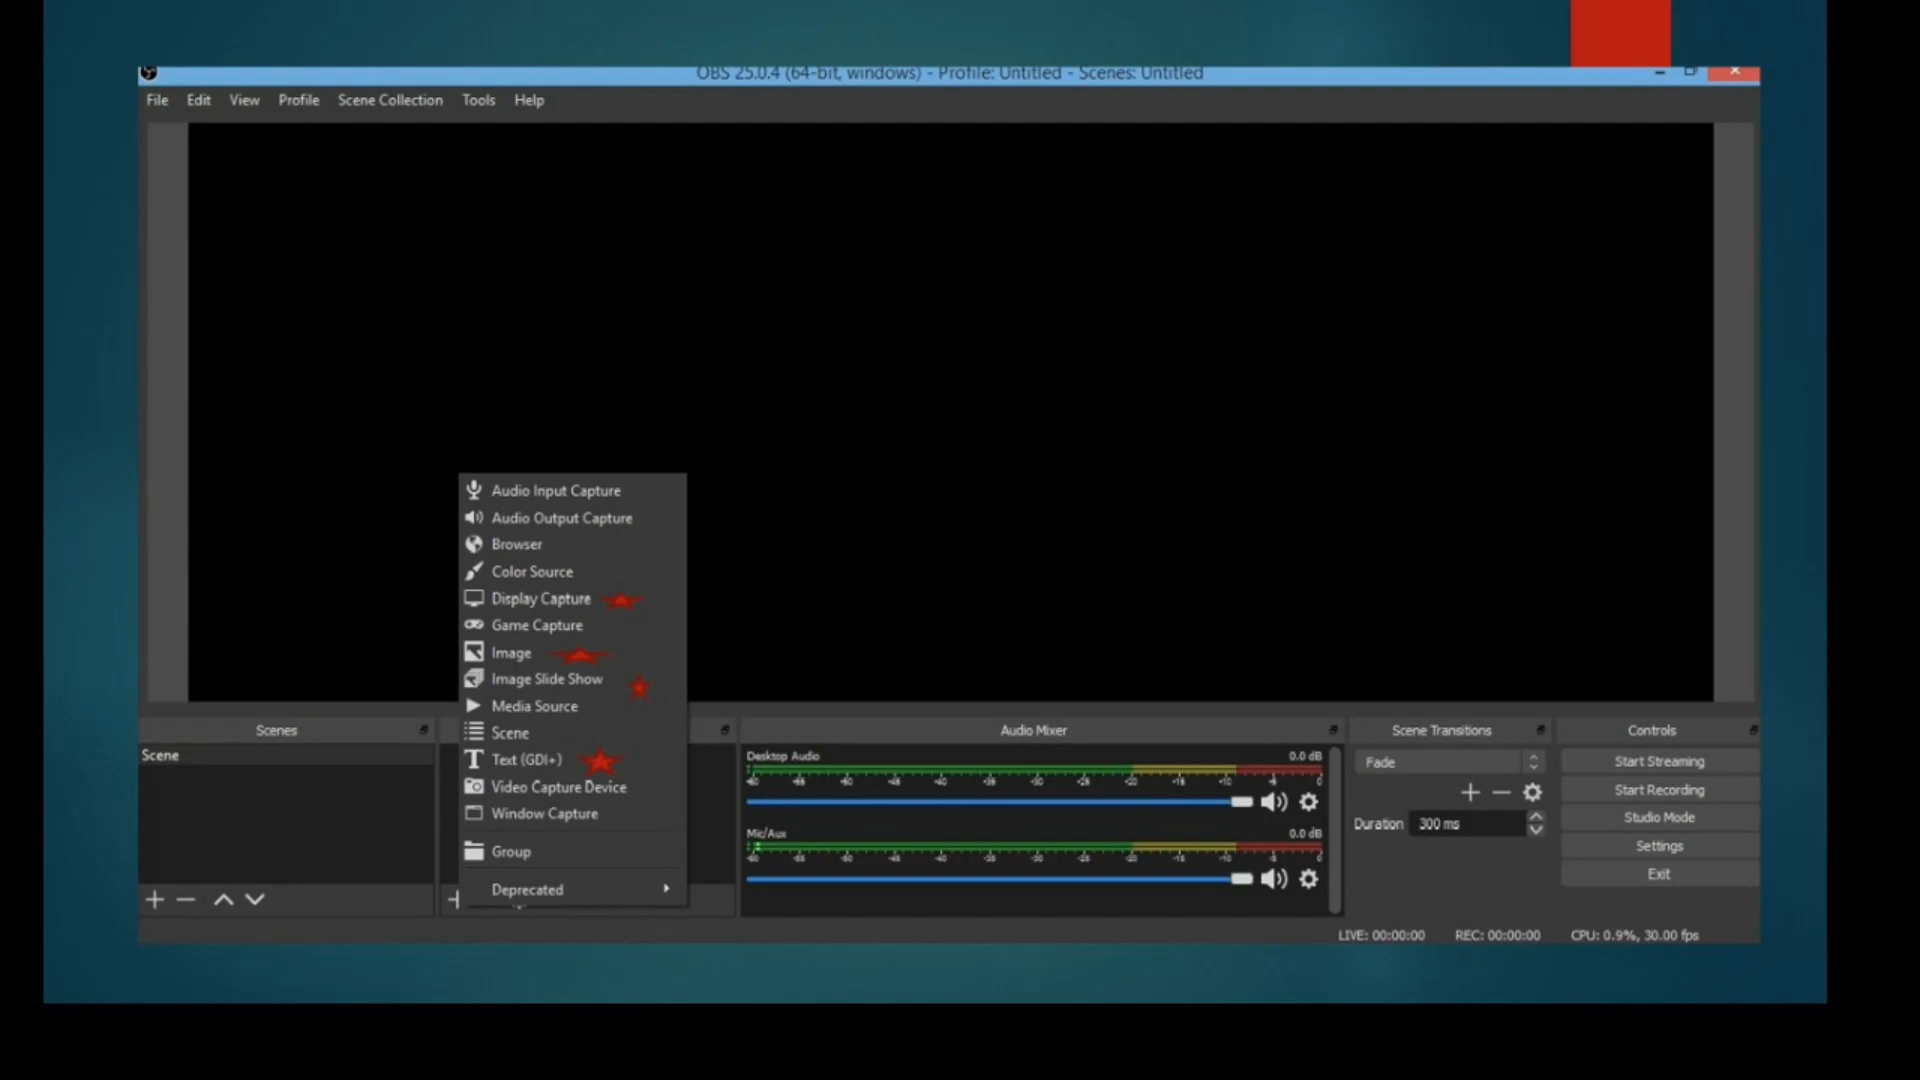 OBS 25.0.4 (64-bit, windows) - Profile: Untitled - Scenes: Untitled
File Edit View Profile Scene Collection Tools Help
Audio Input Capture
Audio Output Capture
Browser
Color Source
Display Capture
Game Capture
Image
Image Slide Show
Media Source
Scene
Text (GDI+)
Video Capture Device
Window Capture
Group
Deprecated
Scenes
Scene
Audio Mixer
Desktop Audio 0.0 dB
Mic/Aux 0.0 dB
Scene Transitions
Fade
Duration 300 ms
Controls
Start Streaming
Start Recording
Studio Mode
Settings
Exit
LIVE: 00:00:00 REC: 00:00:00 CPU: 0.9%, 30.00 fps